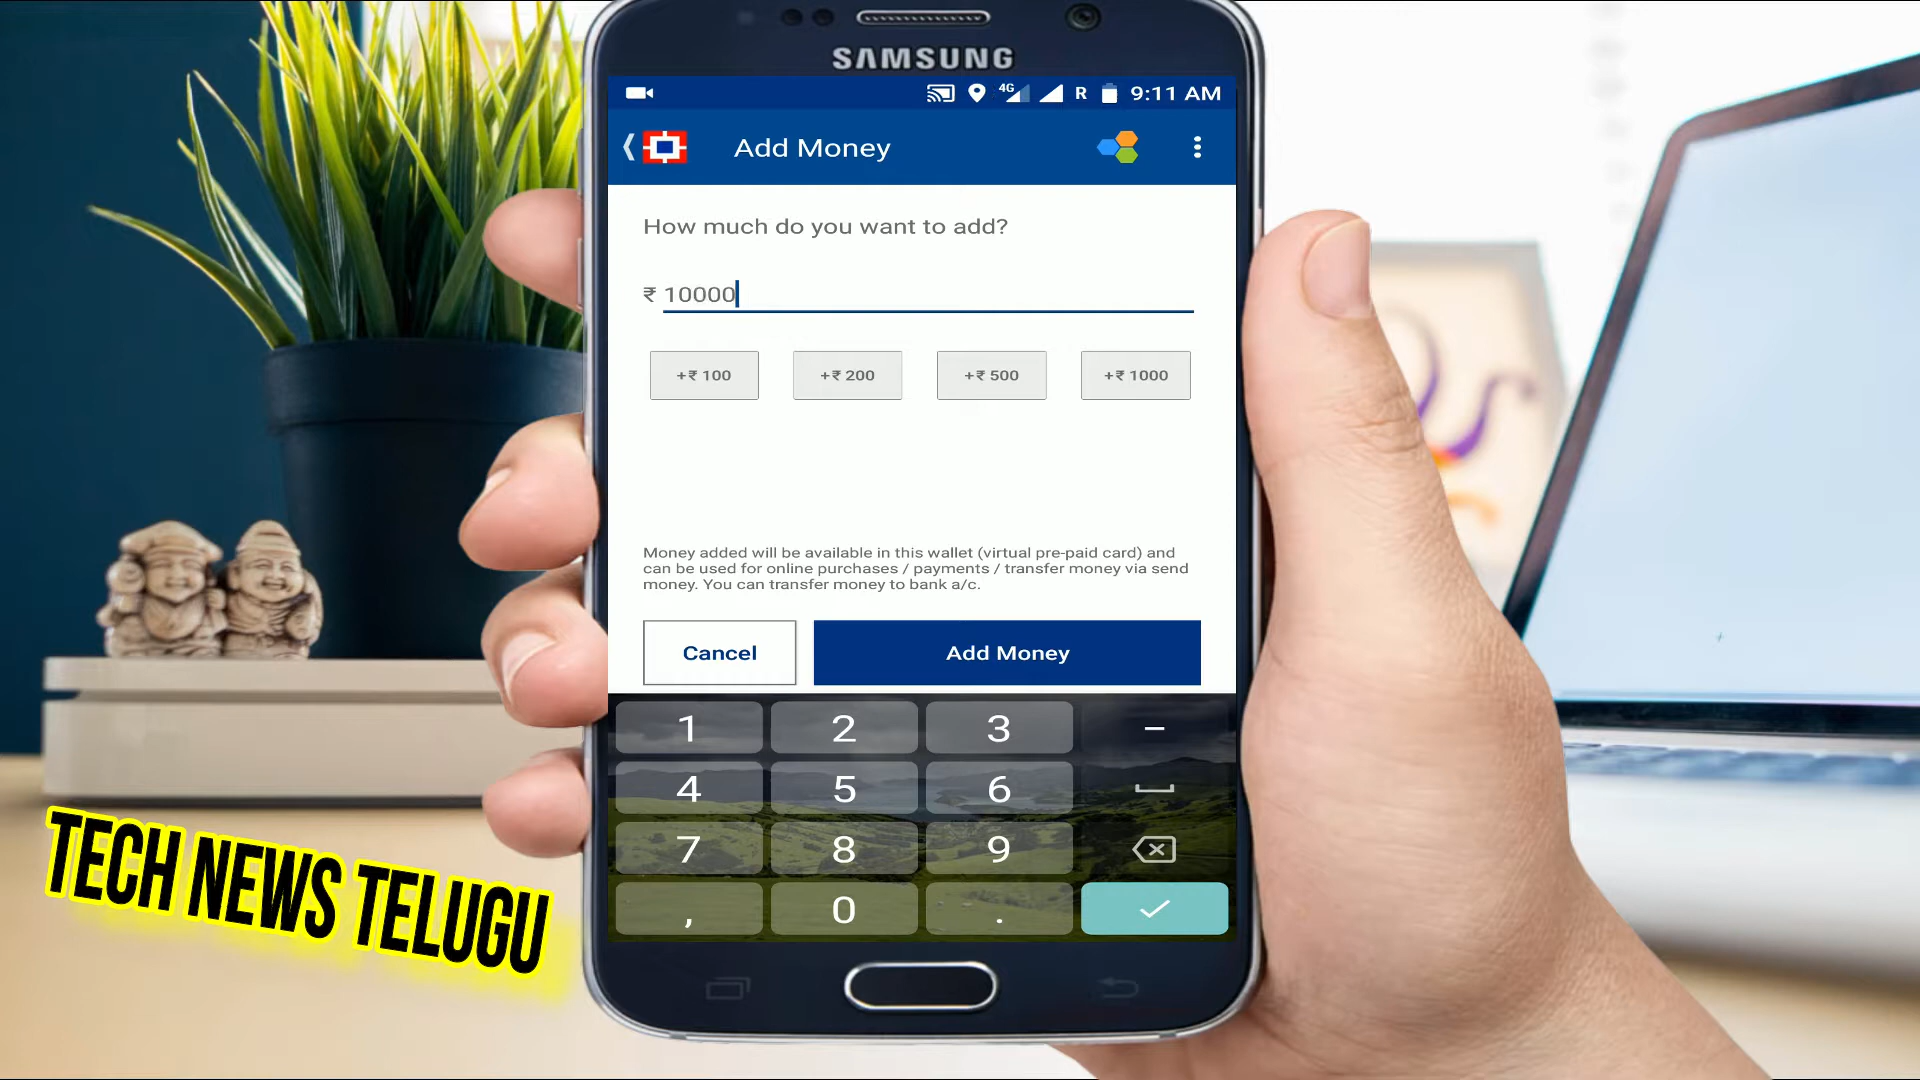 SAMSUNG
4G R 9:11 AM
Add Money
How much do you want to add?
₹ 10000
+₹ 100 +₹ 200 +₹ 500 +₹ 1000
Money added will be available in this wallet (virtual pre-paid card) and
can be used for online purchases / payments / transfer money via send
money. You can transfer money to bank a/c.
Cancel Add Money
1 2 3 –
4 5 6
7 8 9
, 0 .
TECH NEWS TELUGU